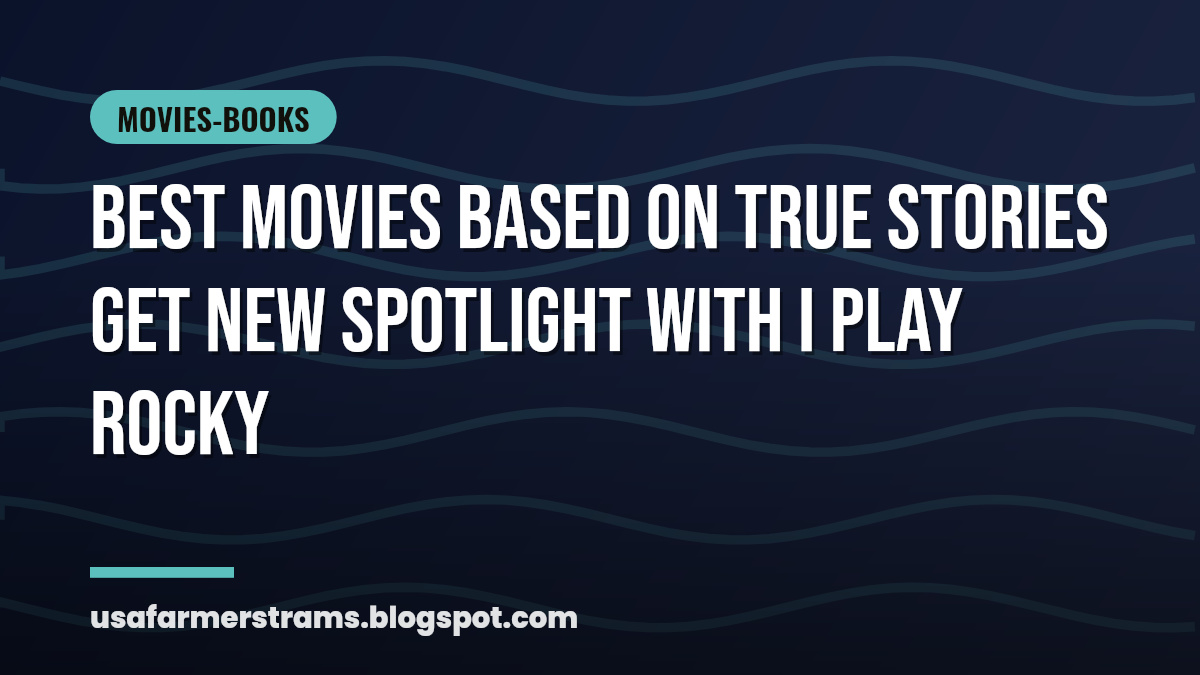 MOVIES-BOOKS
BEST MOVIES BASED ON TRUE STORIES
GET NEW SPOTLIGHT WITH I PLAY
ROCKY
usafarmerstrams.blogspot.com